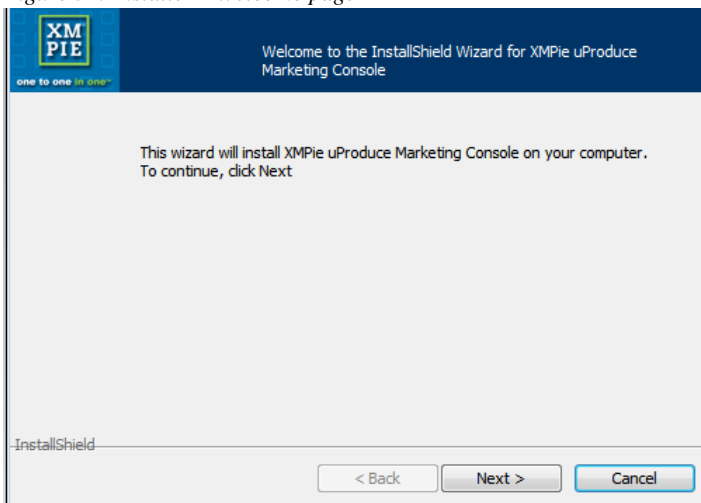 XM
PIE
one to one in one
Welcome to the InstallShield Wizard for XMPie uProduce
Marketing Console
This wizard will install XMPie uProduce Marketing Console on your computer.
To continue, click Next
InstallShield
< Back Next > Cancel